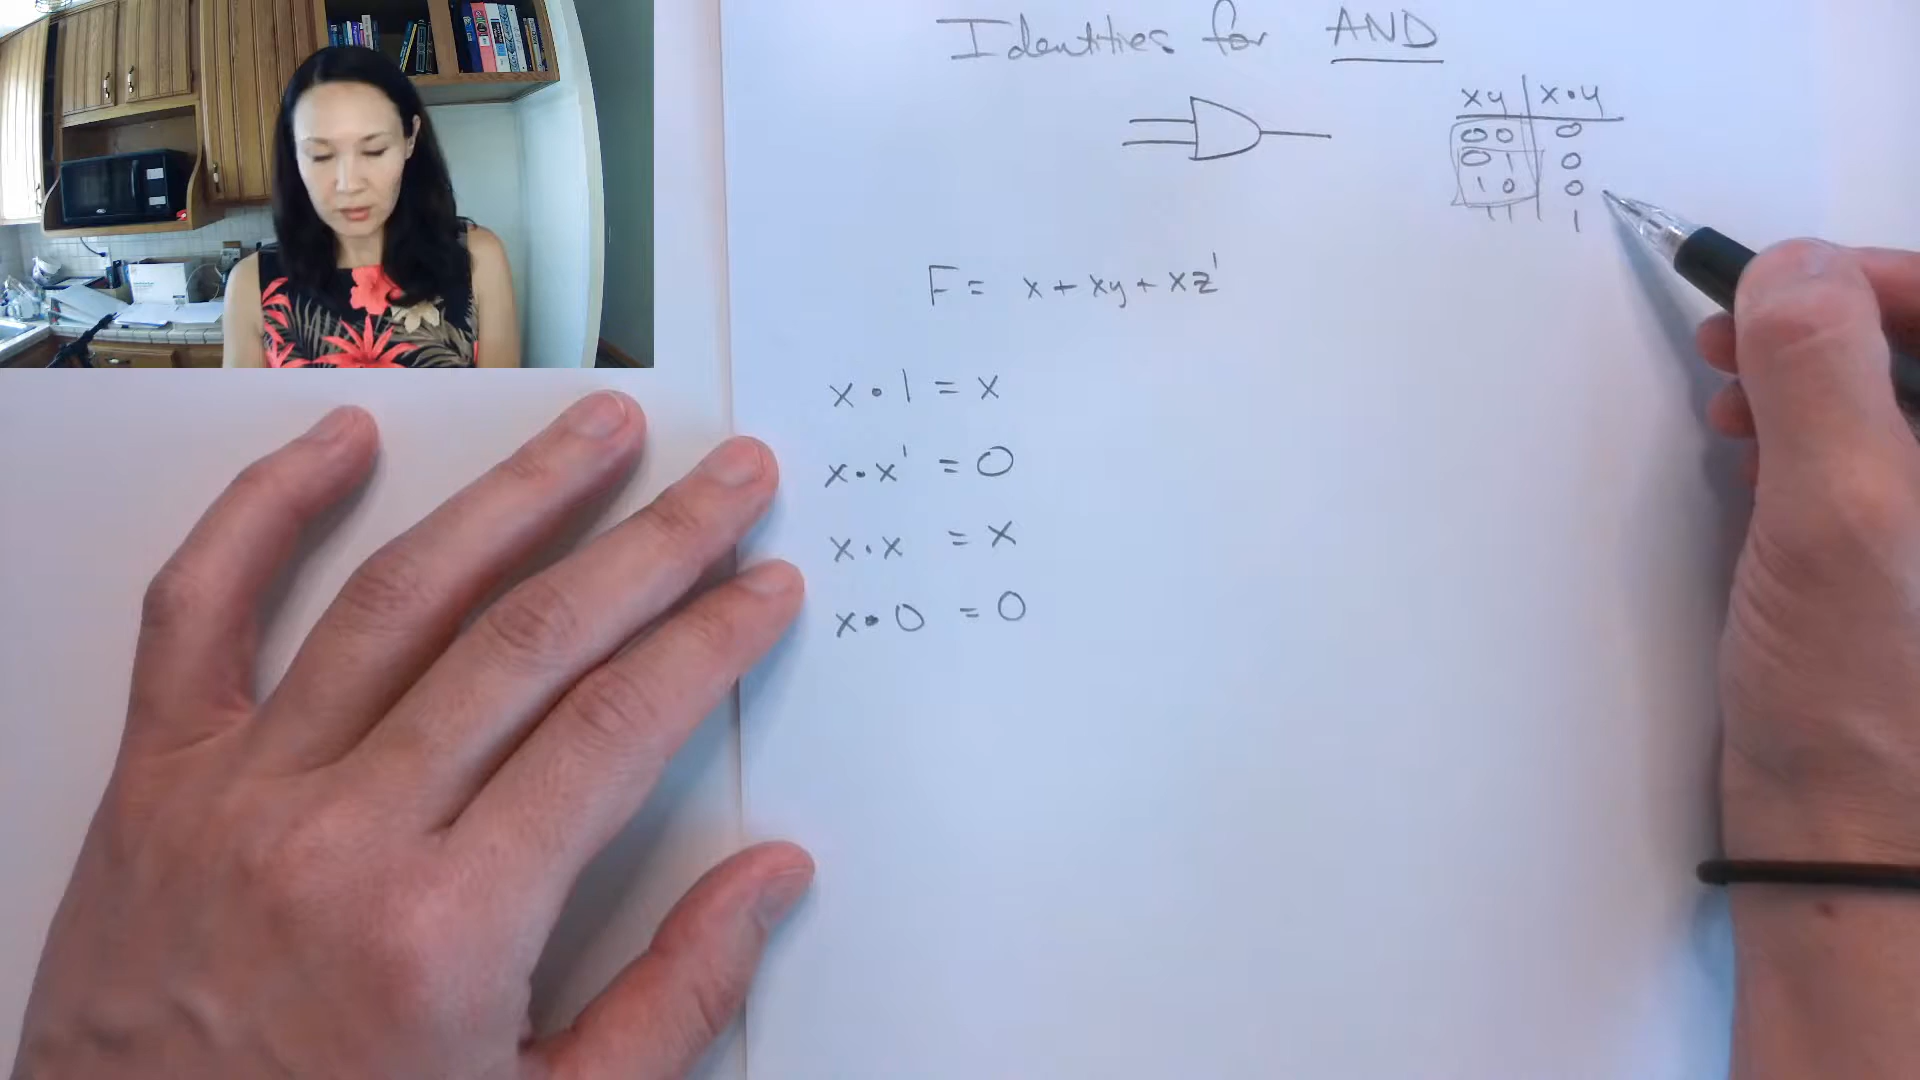 Identities for AND
xy x•y
00 0
01 0
10 0
11 1
F = x + xy + xz'
x • 1 = x
x • x' = 0
x • x = x
x • 0 = 0